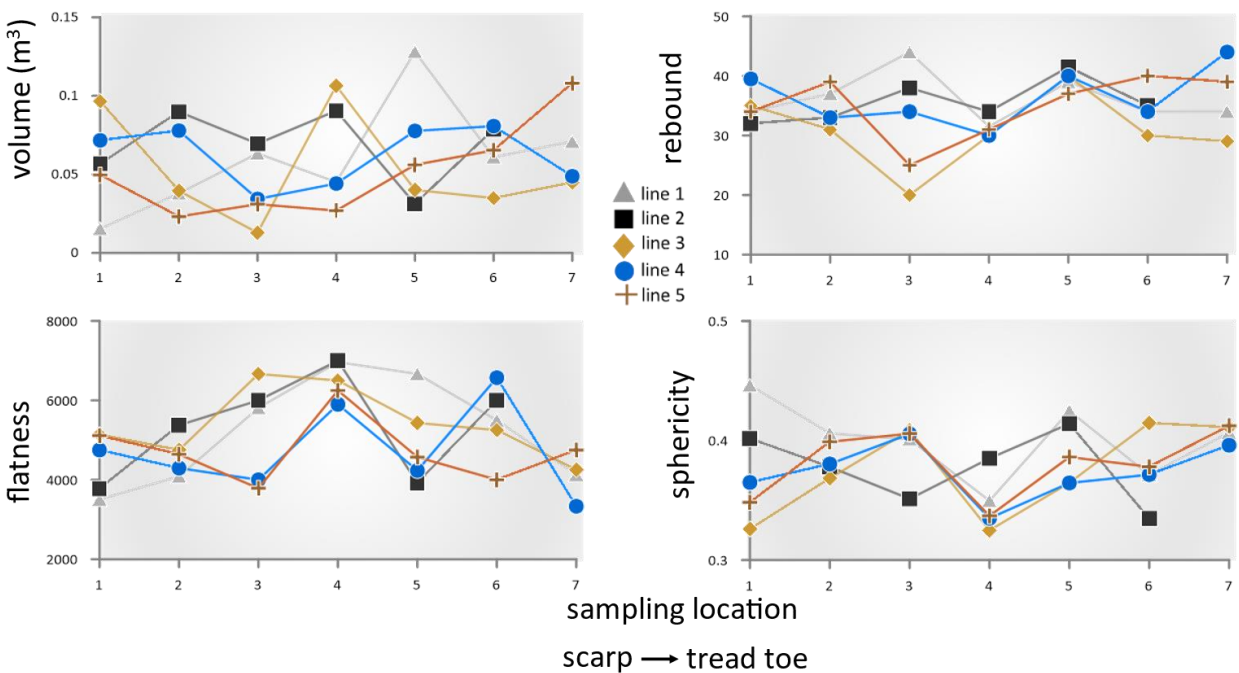 volume (m³)
0.15
0.1
0.05
0
1 2 3 4 5 6 7
rebound
50
40
30
20
10
1 2 3 4 5 6 7
line 1
line 2
line 3
line 4
line 5
flatness
8000
6000
4000
2000
1 2 3 4 5 6 7
sphericity
0.5
0.4
0.3
1 2 3 4 5 6 7
sampling location
scarp → tread toe